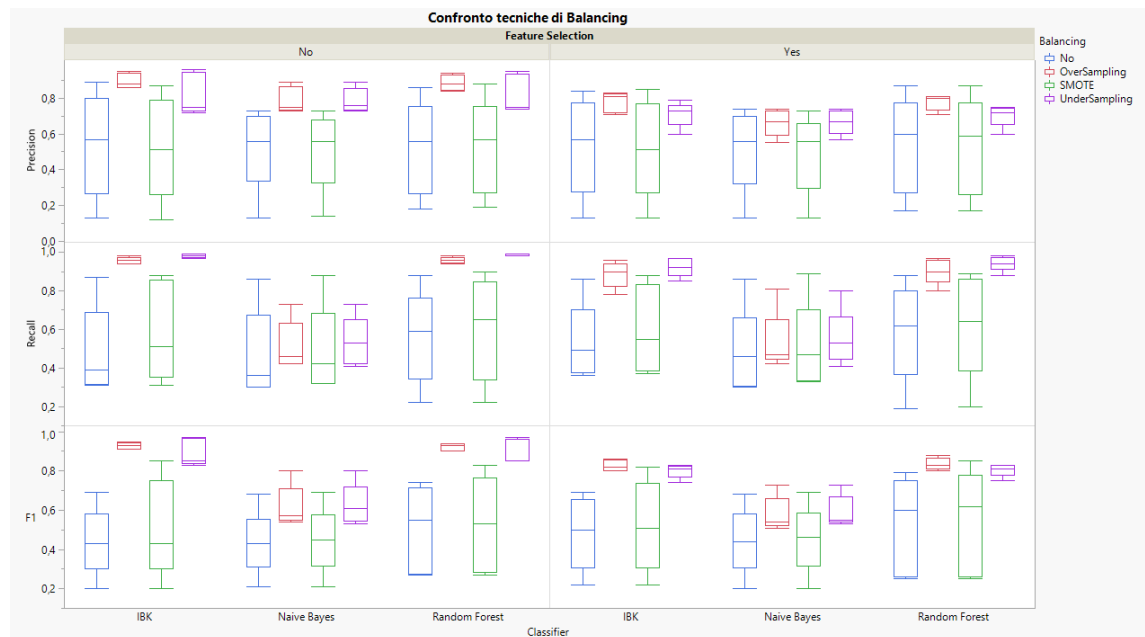 Confronto tecniche di Balancing
Feature Selection
No Yes
Balancing
No
OverSampling
SMOTE
UnderSampling
Precision
0,8
0,6
0,4
0,2
0,0
Recall
1,0
0,8
0,6
0,4
0,2
F1
1,0
0,8
0,6
0,4
0,2
IBK Naive Bayes Random Forest IBK Naive Bayes Random Forest
Classifier